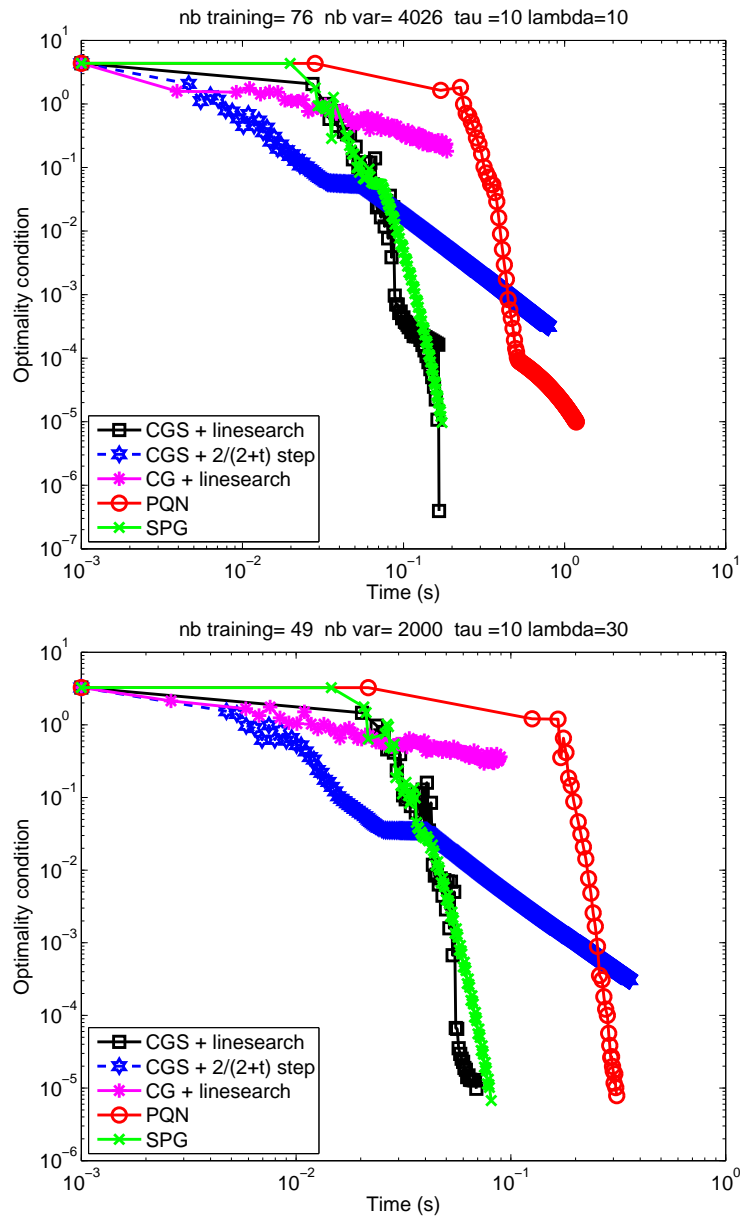 nb training= 76 nb var= 4026 tau =10 lambda=10
10^1
10^0
10^−1
10^−2
10^−3
10^−4
10^−5
10^−6
10^−7
Optimality condition
CGS + linesearch
CGS + 2/(2+t) step
CG + linesearch
PQN
SPG
10^−3 10^−2 10^−1 10^0 10^1
Time (s)
nb training= 49 nb var= 2000 tau =10 lambda=30
10^1
10^0
10^−1
10^−2
10^−3
10^−4
10^−5
10^−6
Optimality condition
CGS + linesearch
CGS + 2/(2+t) step
CG + linesearch
PQN
SPG
10^−3 10^−2 10^−1 10^0
Time (s)